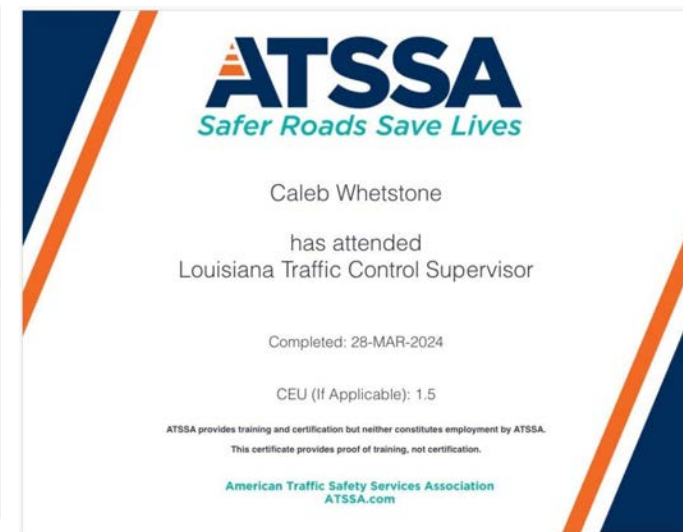 ATSSA
Safer Roads Save Lives
Caleb Whetstone
has attended
Louisiana Traffic Control Supervisor
Completed: 28-MAR-2024
CEU (If Applicable): 1.5
ATSSA provides training and certification but neither constitutes employment by ATSSA.
This certificate provides proof of training, not certification.
American Traffic Safety Services Association
ATSSA.com